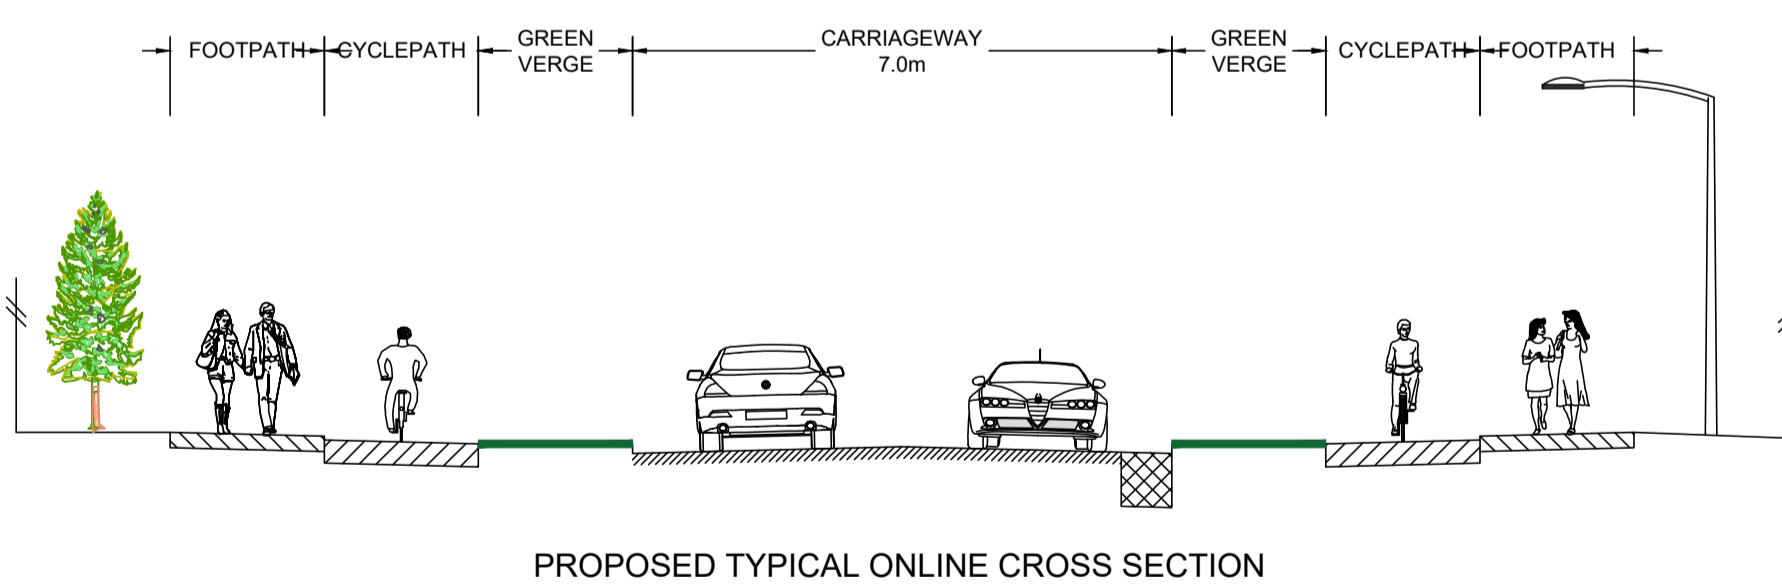 FOOTPATH
CYCLEPATH
GREEN
VERGE
CARRIAGEWAY
7.0m
GREEN
VERGE
CYCLEPATH
FOOTPATH
PROPOSED TYPICAL ONLINE CROSS SECTION